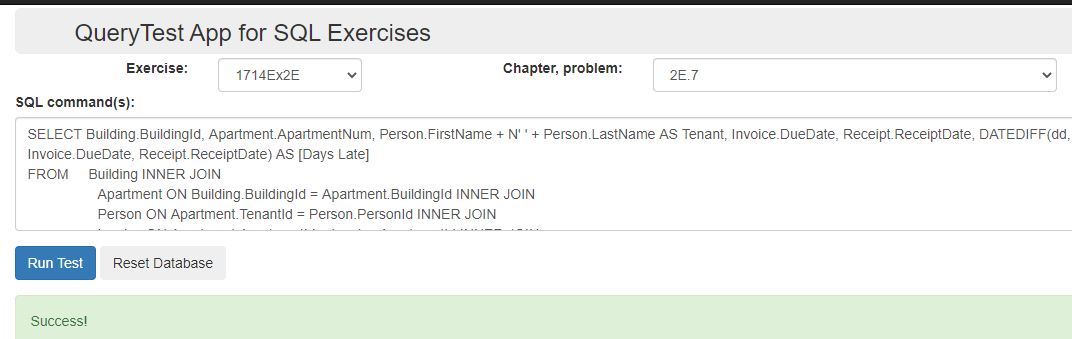 QueryTest App for SQL Exercises
Exercise: 1714Ex2E Chapter, problem: 2E.7
SQL command(s):
SELECT Building.BuildingId, Apartment.ApartmentNum, Person.FirstName + N' ' + Person.LastName AS Tenant, Invoice.DueDate, Receipt.ReceiptDate, DATEDIFF(dd,
Invoice.DueDate, Receipt.ReceiptDate) AS [Days Late]
FROM Building INNER JOIN
Apartment ON Building.BuildingId = Apartment.BuildingId INNER JOIN
Person ON Apartment.TenantId = Person.PersonId INNER JOIN
Run Test Reset Database
Success!